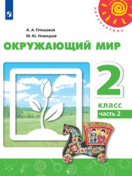 А. А. Плешаков
М. Ю. Новицкая
ОКРУЖАЮЩИЙ МИР
2
КЛАСС
ЧАСТЬ 2